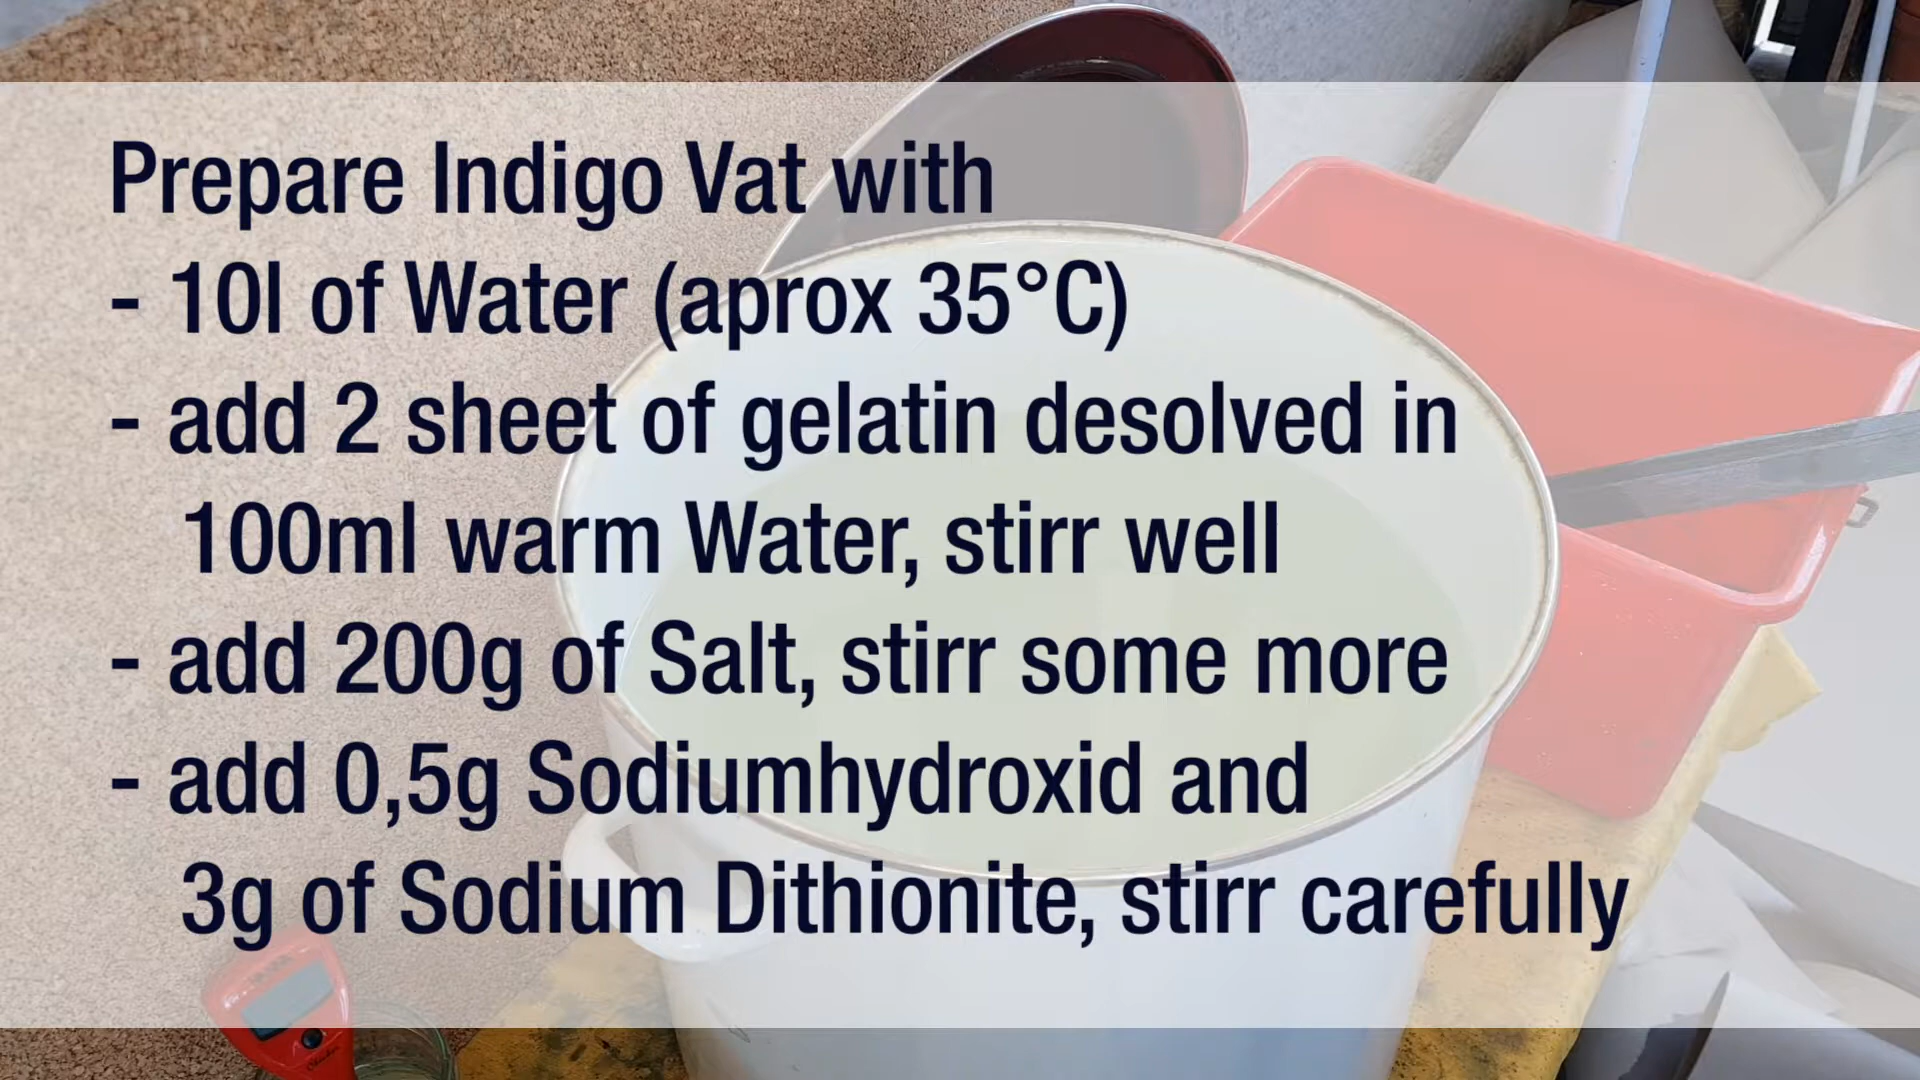 Prepare Indigo Vat with
- 10l of Water (aprox 35°C)
- add 2 sheet of gelatin desolved in
100ml warm Water, stirr well
- add 200g of Salt, stirr some more
- add 0,5g Sodiumhydroxid and
3g of Sodium Dithionite, stirr carefully